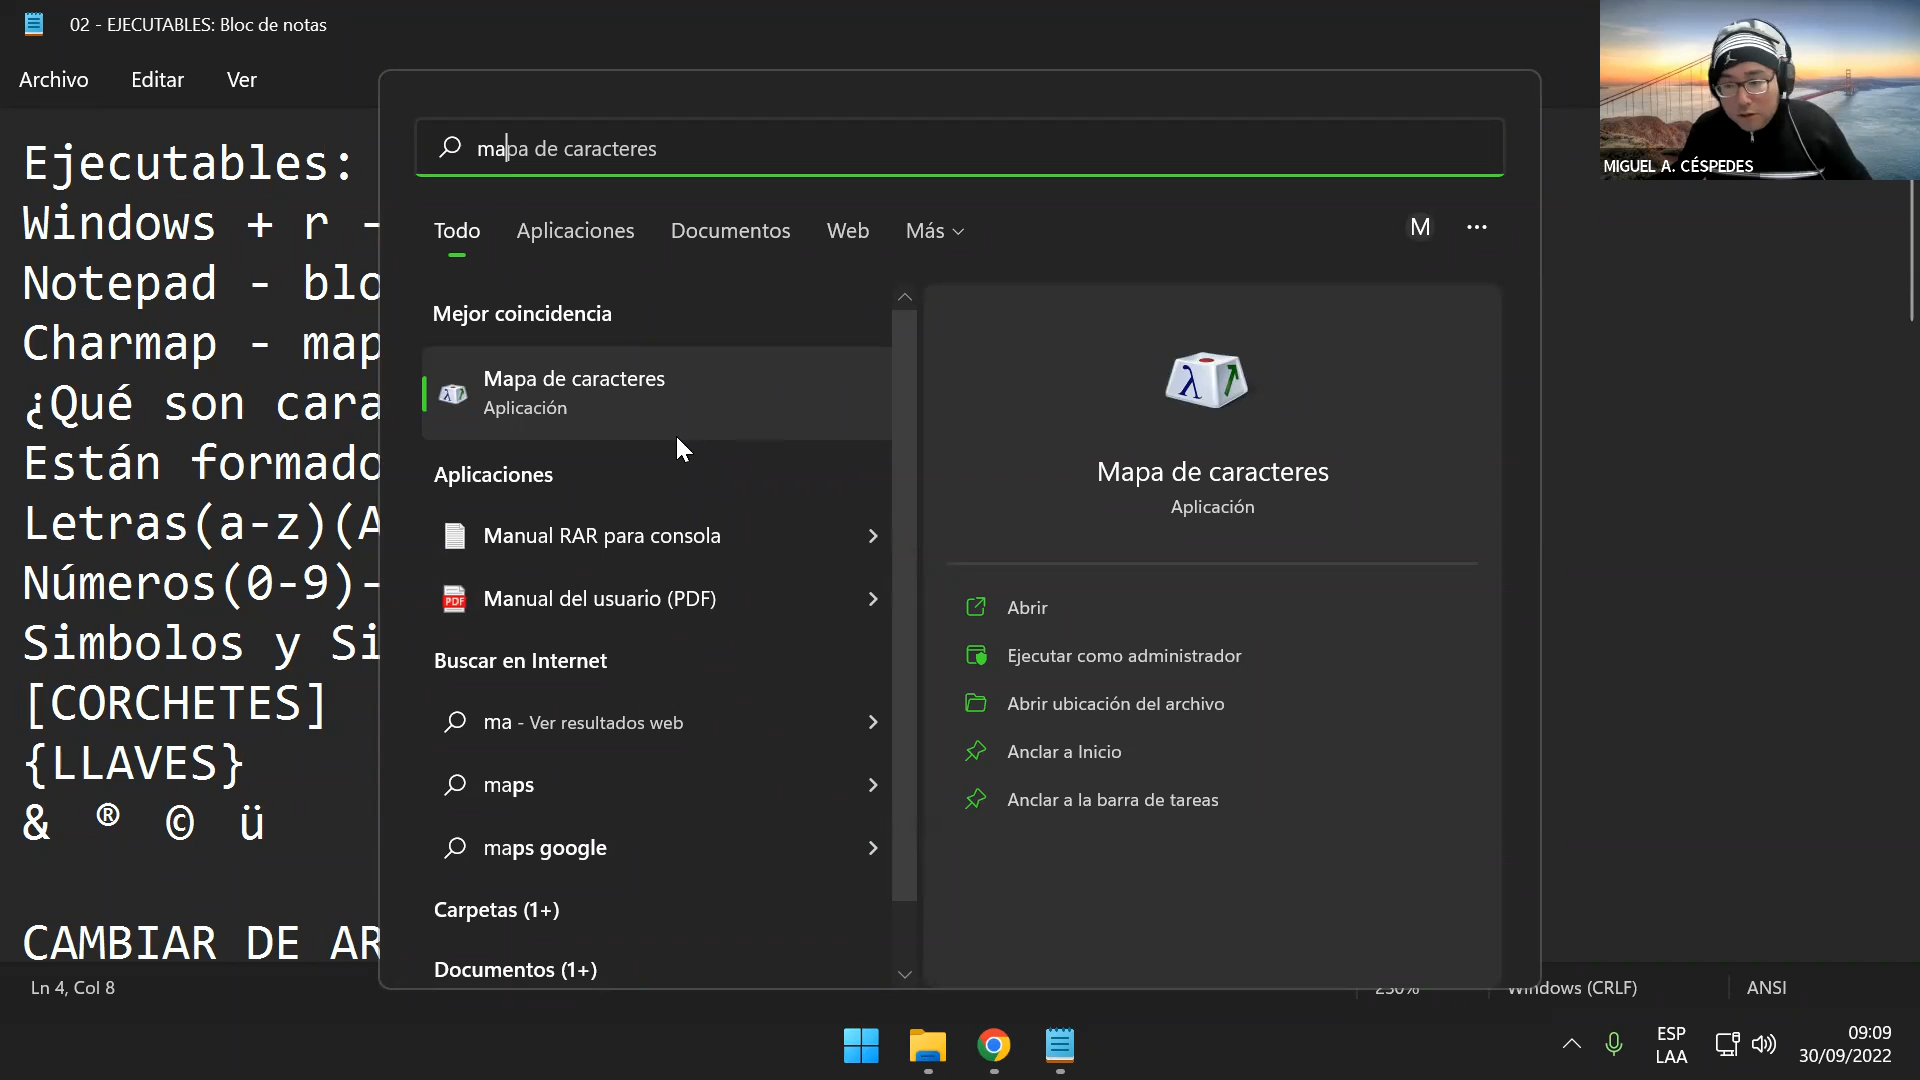 02 - EJECUTABLES: Bloc de notas
Archivo Editar Ver
Ejecutables:
Windows + r -
Notepad - blo
Charmap - map
¿Qué son cara
Están formado
Letras(a-z)(A
Números(0-9)-
Simbolos y Si
[CORCHETES]
{LLAVES}
& ® © ü
CAMBIAR DE AR
Ln 4, Col 8
mapa de caracteres
Todo Aplicaciones Documentos Web Más
M
Mejor coincidencia
Mapa de caracteres
Aplicación
Aplicaciones
Manual RAR para consola
Manual del usuario (PDF)
Buscar en Internet
ma - Ver resultados web
maps
maps google
Carpetas (1+)
Documentos (1+)
Mapa de caracteres
Aplicación
Abrir
Ejecutar como administrador
Abrir ubicación del archivo
Anclar a Inicio
Anclar a la barra de tareas
MIGUEL A. CÉSPEDES
Windows (CRLF)
ANSI
ESP
LAA
09:09
30/09/2022